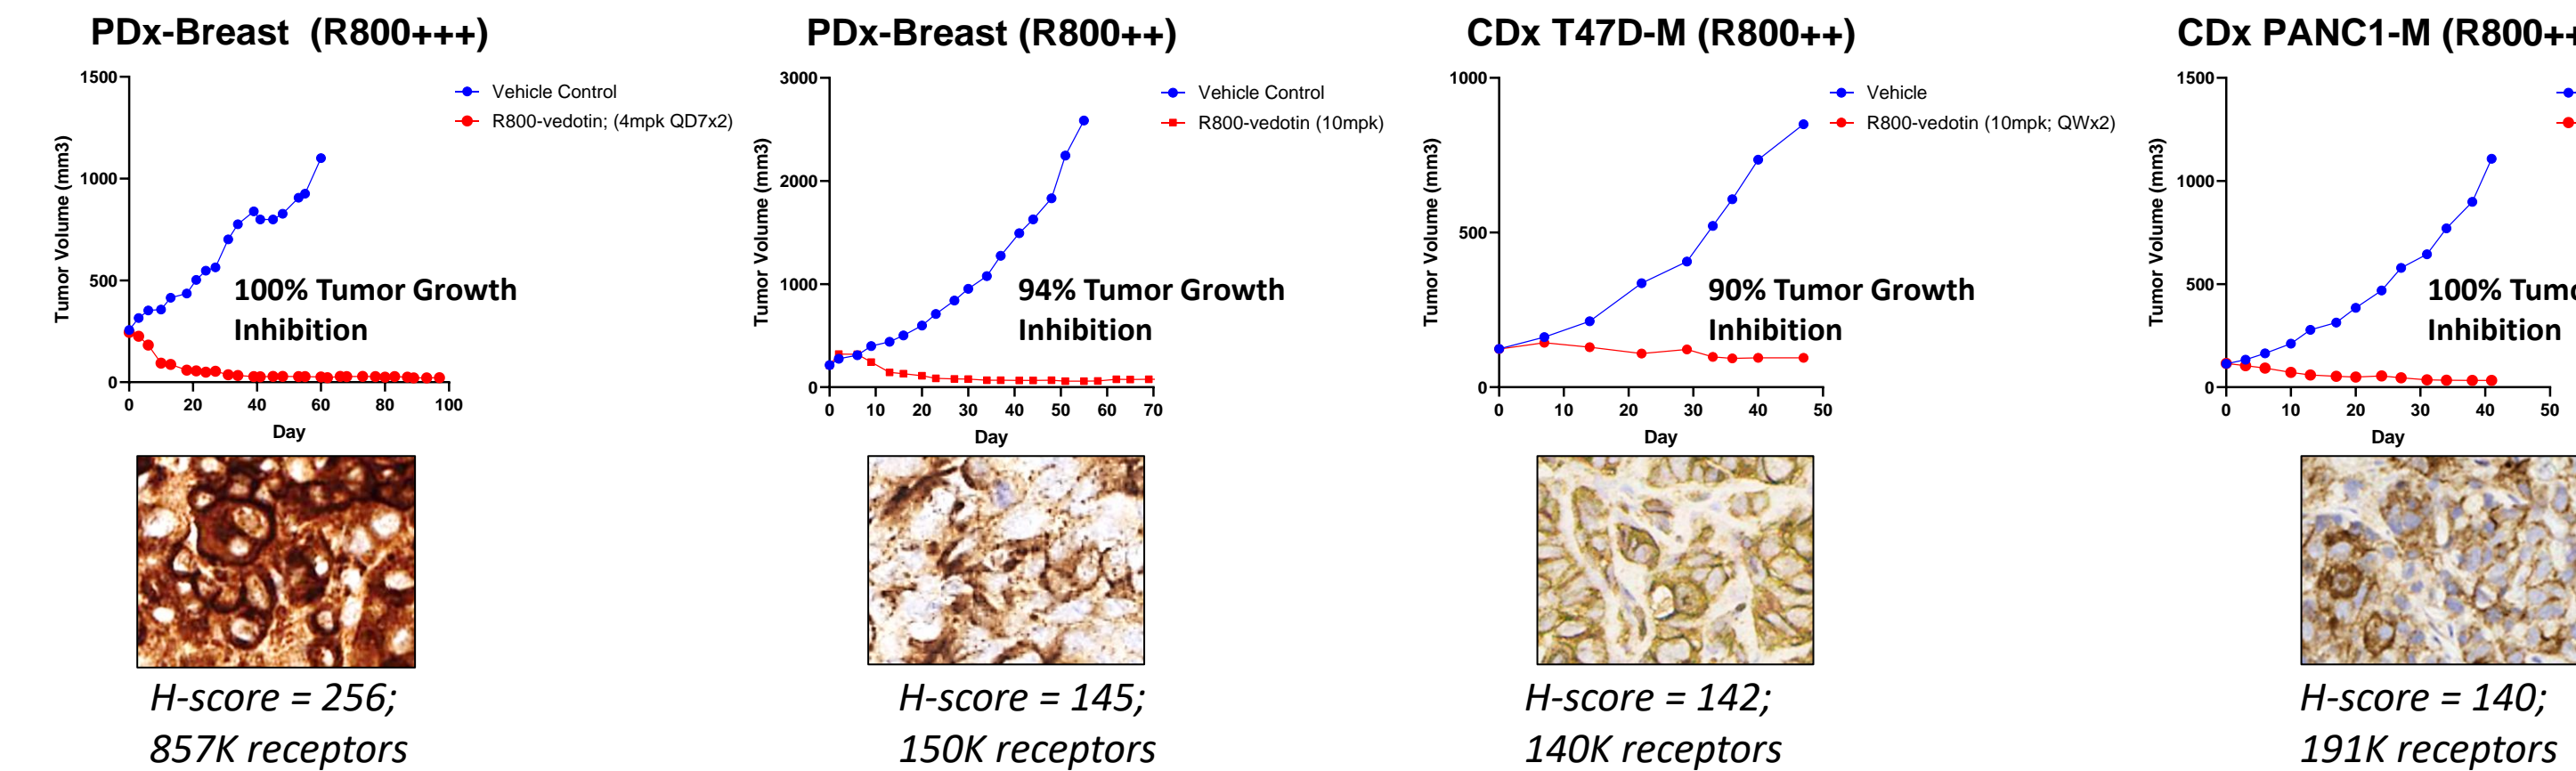 PDx-Breast (R800+++)
1500
1000
500
0
Tumor Volume (mm3)
Vehicle Control
R800-vedotin; (4mpk QD7x2)
100% Tumor Growth
Inhibition
0 20 40 60 80 100
Day
H-score = 256;
857K receptors
PDx-Breast (R800++)
3000
2000
1000
0
Tumor Volume (mm3)
Vehicle Control
R800-vedotin (10mpk)
94% Tumor Growth
Inhibition
0 10 20 30 40 50 60 70
Day
H-score = 145;
150K receptors
CDx T47D-M (R800++)
1000
500
0
Tumor Volume (mm3)
Vehicle
R800-vedotin (10mpk; QWx2)
90% Tumor Growth
Inhibition
0 10 20 30 40 50
Day
H-score = 142;
140K receptors
CDx PANC1-M (R800++
1500
1000
500
0
Tumor Volume (mm3)
100% Tumo
Inhibition
0 10 20 30 40 50
Day
H-score = 140;
191K receptors